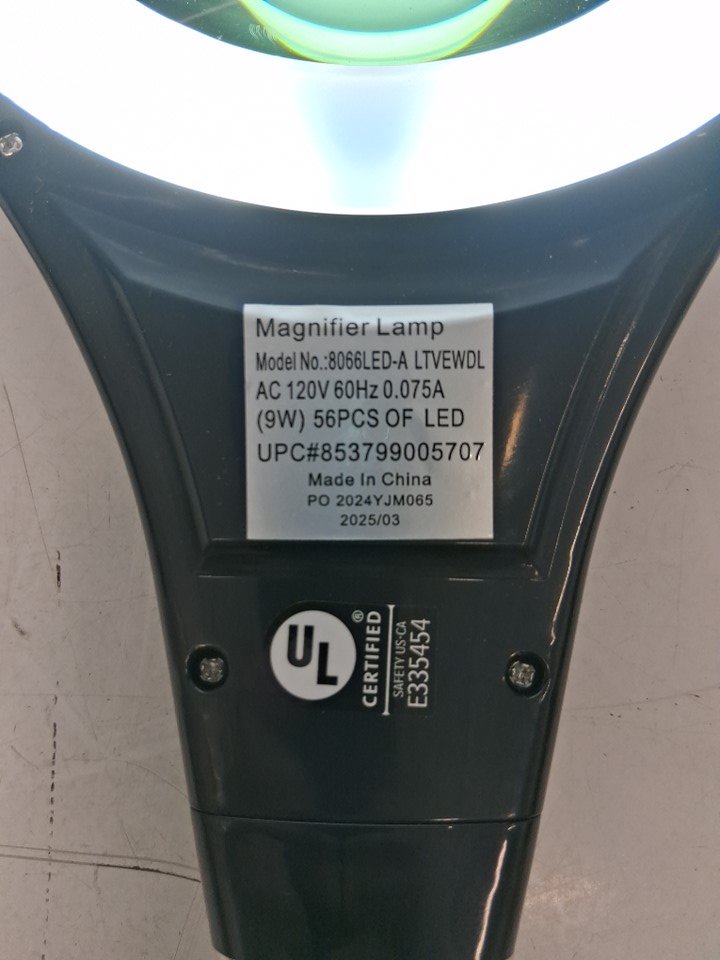 Magnifier Lamp
Model No.:8066LED-A LTVEWDL
AC 120V 60Hz 0.075A
(9W) 56PCS OF LED
UPC#853799005707
Made In China
PO 2024YJM065
2025/03
UL
®
CERTIFIED
SAFETY US-CA
E335454